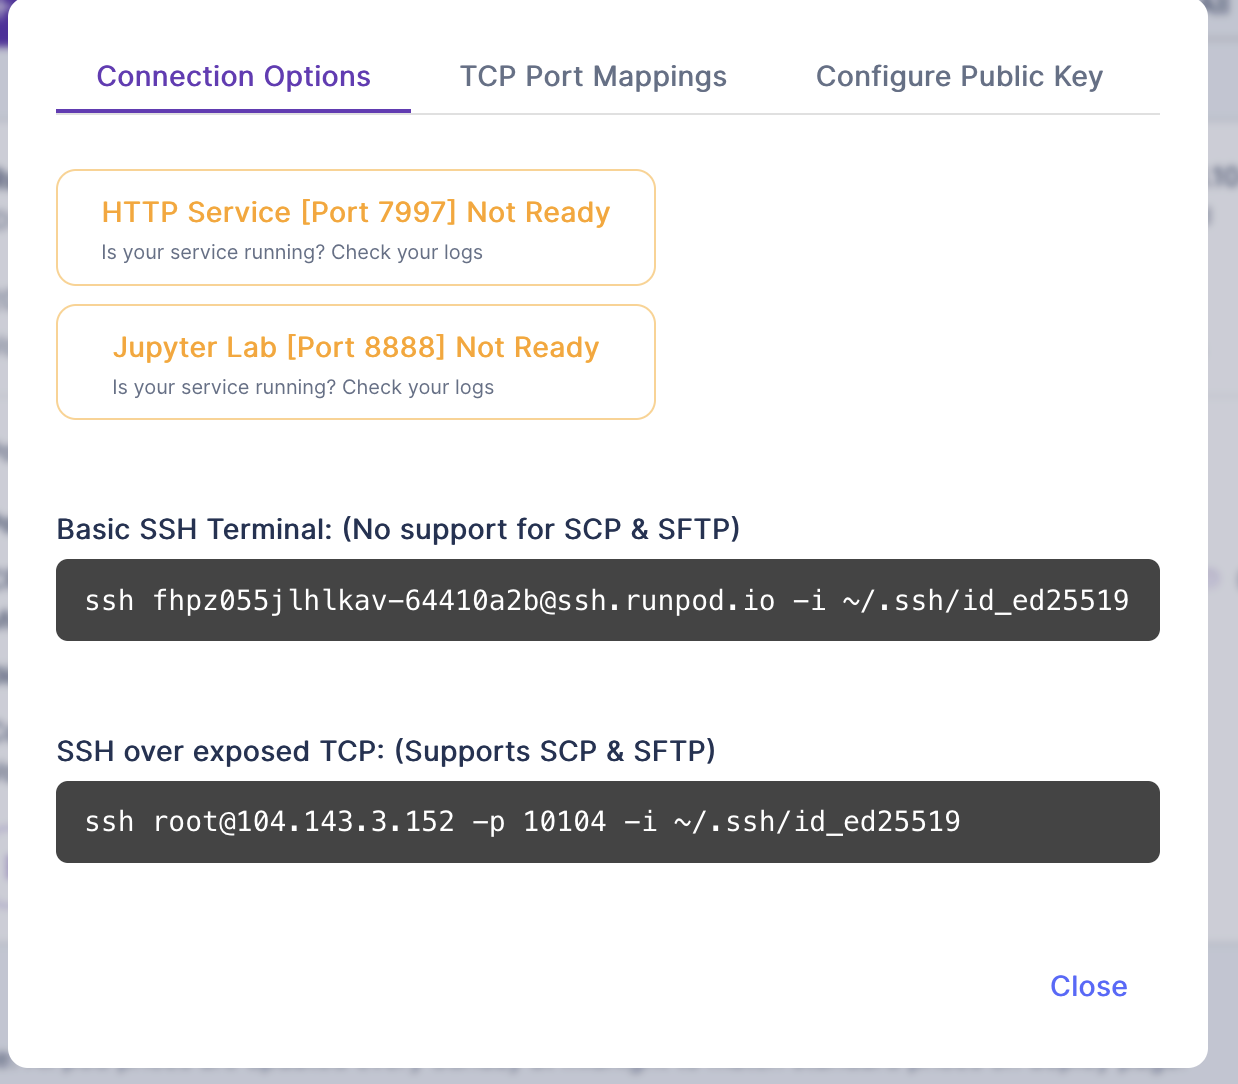 Connection Options
TCP Port Mappings
Configure Public Key
HTTP Service [Port 7997] Not Ready
Is your service running? Check your logs
Jupyter Lab [Port 8888] Not Ready
Is your service running? Check your logs
Basic SSH Terminal: (No support for SCP & SFTP)
ssh fhpz055jlhlkav-64410a2b@ssh.runpod.io -i ~/.ssh/id_ed25519
SSH over exposed TCP: (Supports SCP & SFTP)
ssh root@104.143.3.152 -p 10104 -i ~/.ssh/id_ed25519
Close